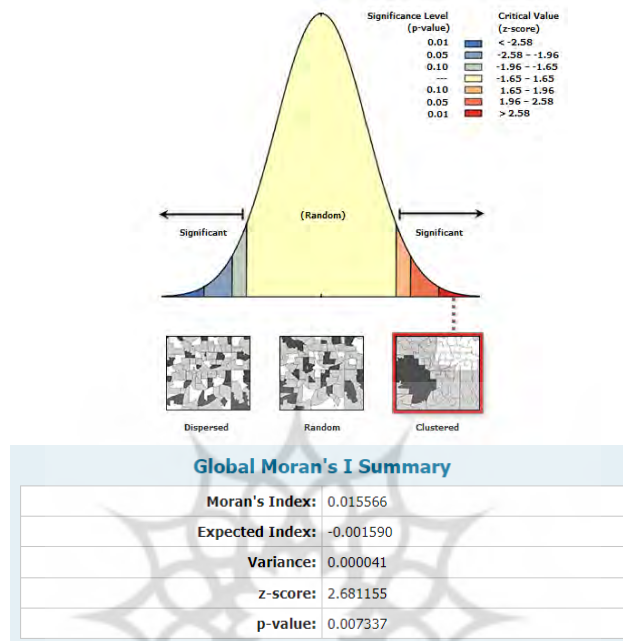 Significance Level (p-value) Critical Value (z-score)
0.01 < -2.58
0.05 -2.58 – -1.96
0.10 -1.96 – -1.65
--- -1.65 – 1.65
0.10 1.65 – 1.96
0.05 1.96 – 2.58
0.01 > 2.58
(Random)
Significant Significant
Dispersed Random Clustered
Global Moran's I Summary
Moran's Index: 0.015566
Expected Index: -0.001590
Variance: 0.000041
z-score: 2.681155
p-value: 0.007337